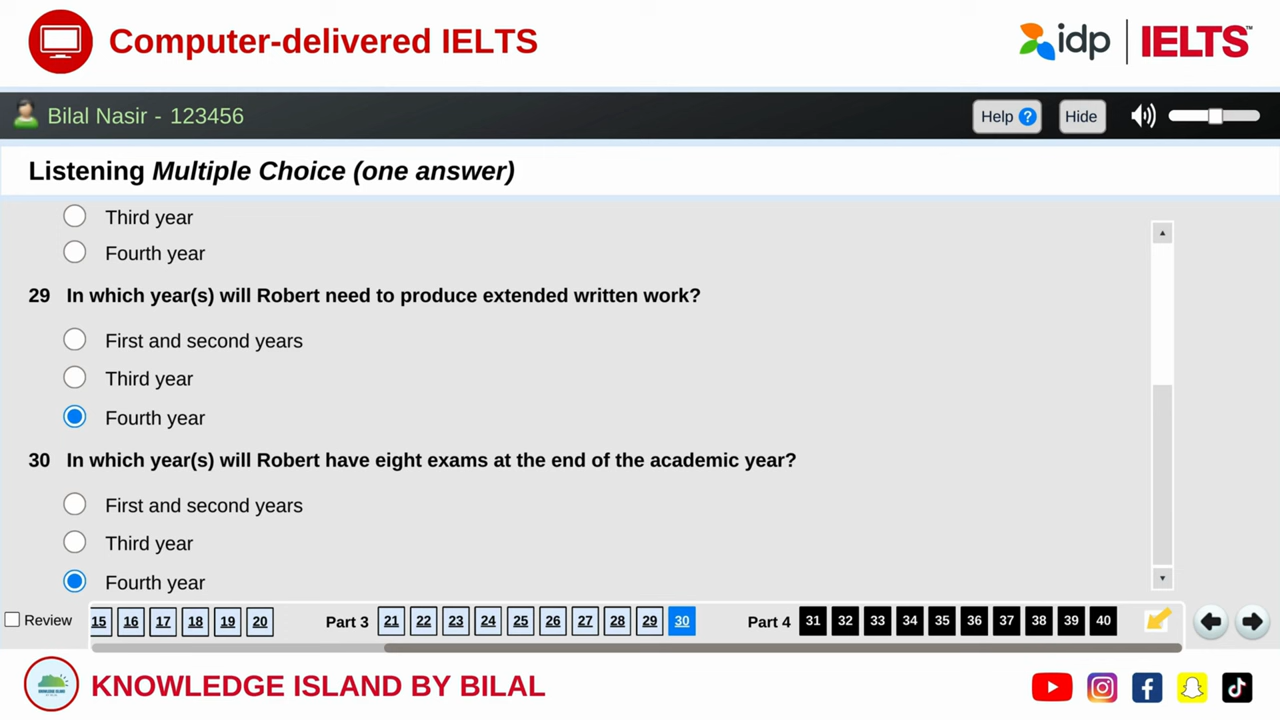 Computer-delivered IELTS
idp | IELTS™
Bilal Nasir - 123456
Help ?
Hide
Listening Multiple Choice (one answer)
Third year
Fourth year
29 In which year(s) will Robert need to produce extended written work?
First and second years
Third year
Fourth year
30 In which year(s) will Robert have eight exams at the end of the academic year?
First and second years
Third year
Fourth year
Review 15 16 17 18 19 20 Part 3 21 22 23 24 25 26 27 28 29 30 Part 4 31 32 33 34 35 36 37 38 39 40
KNOWLEDGE ISLAND BY BILAL